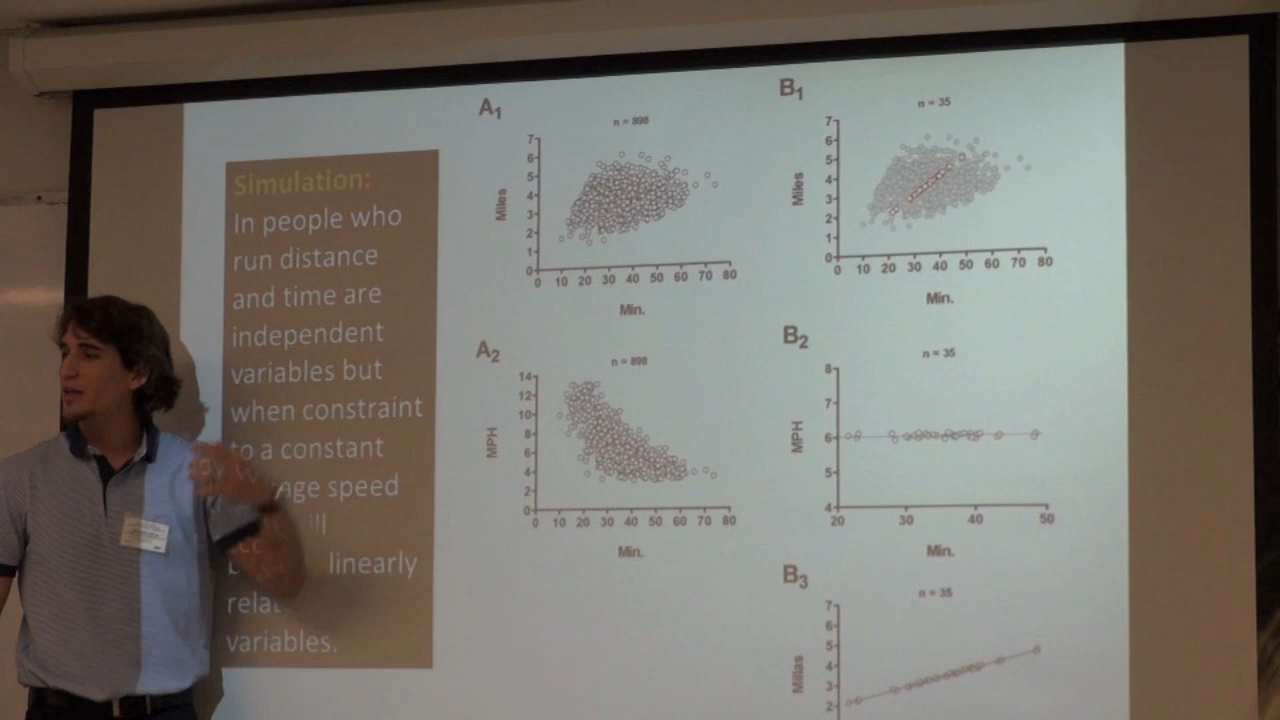 Simulation:
In people who
run distance
and time are
independent
variables but
when constraint
to a constant
speed
linearly
variables.
A1
n = 898
7
6
5
4
3
2
1
0
Miles
0 10 20 30 40 50 60 70 80
Min.
B1
n = 35
7
6
5
4
3
2
1
0
Miles
0 10 20 30 40 50 60 70 80
Min.
A2
n = 898
14
12
10
8
6
4
2
0
MPH
0 10 20 30 40 50 60 70 80
Min.
B2
n = 35
8
7
6
5
4
MPH
20 30 40 50
Min.
B3
n = 35
7
6
5
4
3
2
Millas